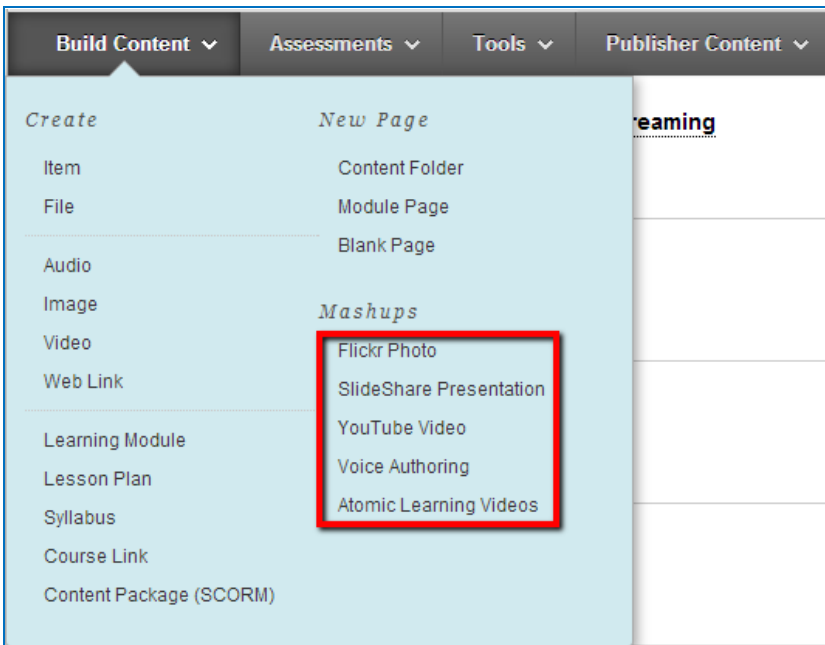 Build Content Assessments Tools Publisher Content
Create
Item
File
Audio
Image
Video
Web Link
Learning Module
Lesson Plan
Syllabus
Course Link
Content Package (SCORM)
New Page
Content Folder
Module Page
Blank Page
Mashups
Flickr Photo
SlideShare Presentation
YouTube Video
Voice Authoring
Atomic Learning Videos